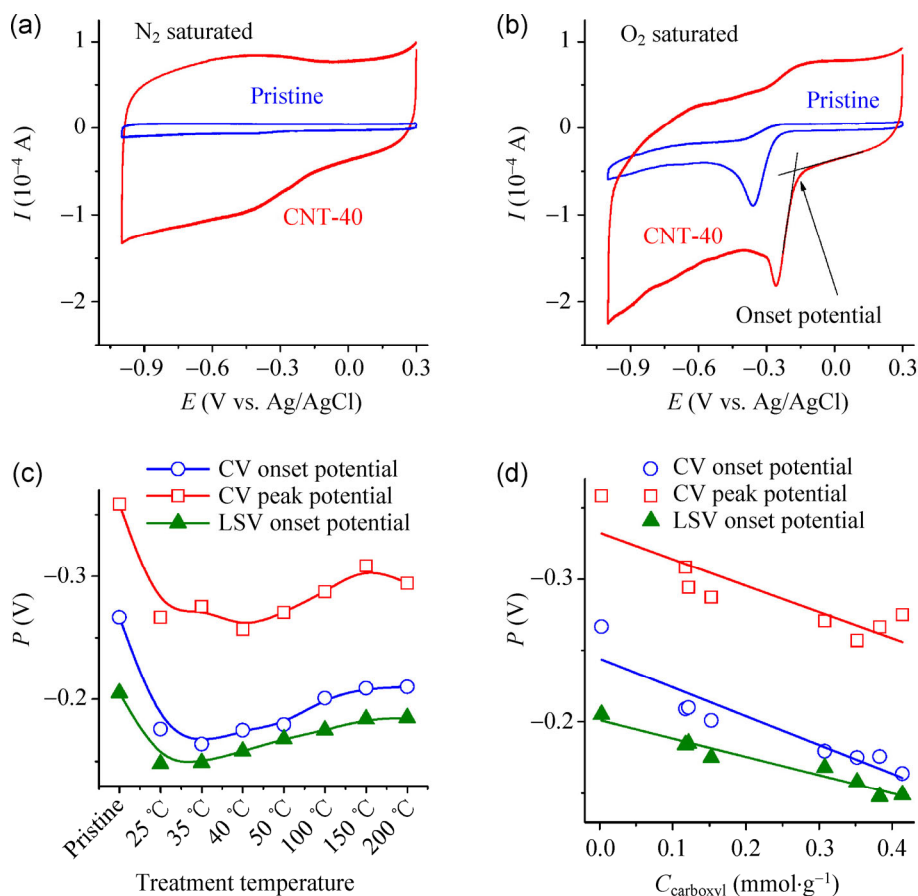 (a)
N₂ saturated
1
0
−1
−2
I (10⁻⁴ A)
Pristine
CNT-40
−0.9
−0.6
−0.3
0.0
0.3
E (V vs. Ag/AgCl)
(b)
O₂ saturated
1
0
−1
−2
I (10⁻⁴ A)
Pristine
CNT-40
Onset potential
−0.9
−0.6
−0.3
0.0
0.3
E (V vs. Ag/AgCl)
(c)
CV onset potential
CV peak potential
LSV onset potential
−0.3
−0.2
P (V)
Pristine
25 ℃
35 ℃
40 ℃
50 ℃
100 ℃
150 ℃
200 ℃
Treatment temperature
(d)
CV onset potential
CV peak potential
LSV onset potential
−0.3
−0.2
P (V)
0.0
0.1
0.2
0.3
0.4
C_carboxyl (mmol·g⁻¹)